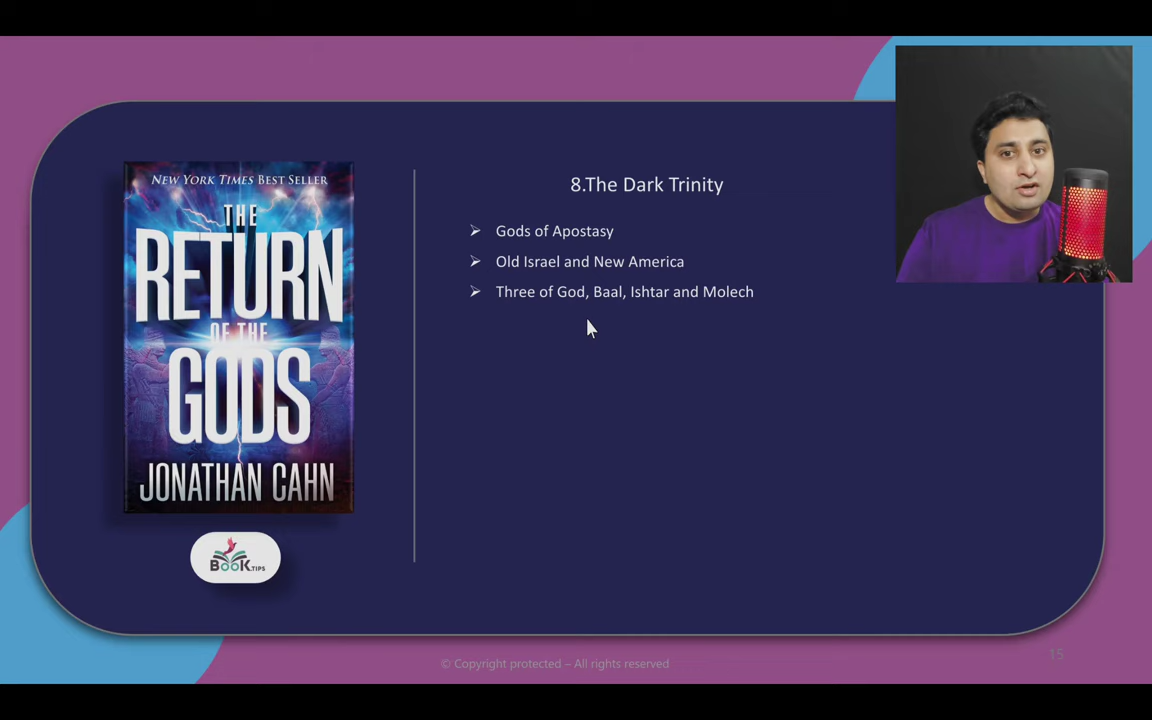 NEW YORK TIMES BEST SELLER
THE
RETURN
OF THE
GODS
JONATHAN CAHN
BOOK.TIPS
8.The Dark Trinity
Gods of Apostasy
Old Israel and New America
Three of God, Baal, Ishtar and Molech
© Copyright protected – All rights reserved
15